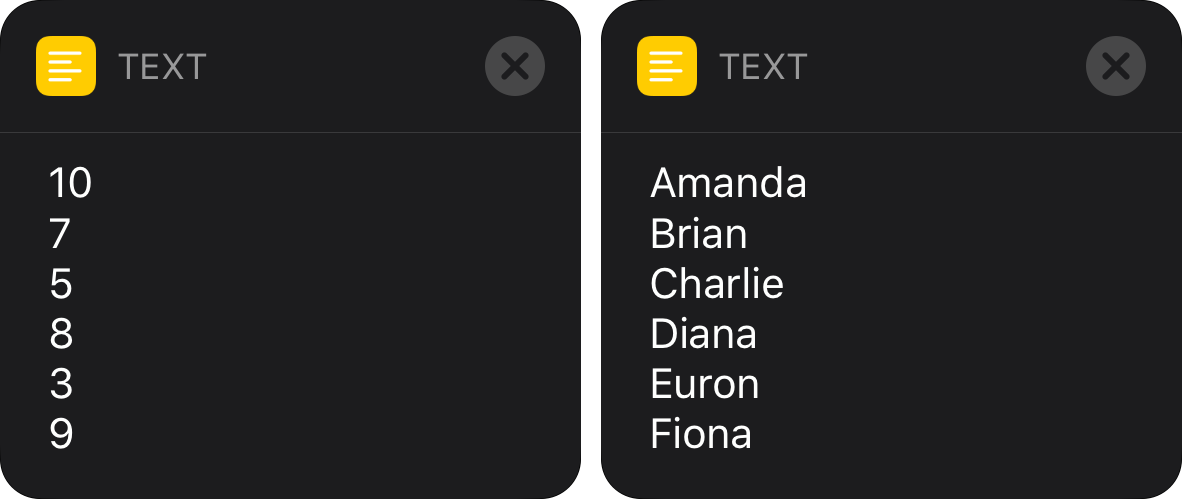 TEXT
10
7
5
8
3
9
TEXT
Amanda
Brian
Charlie
Diana
Euron
Fiona